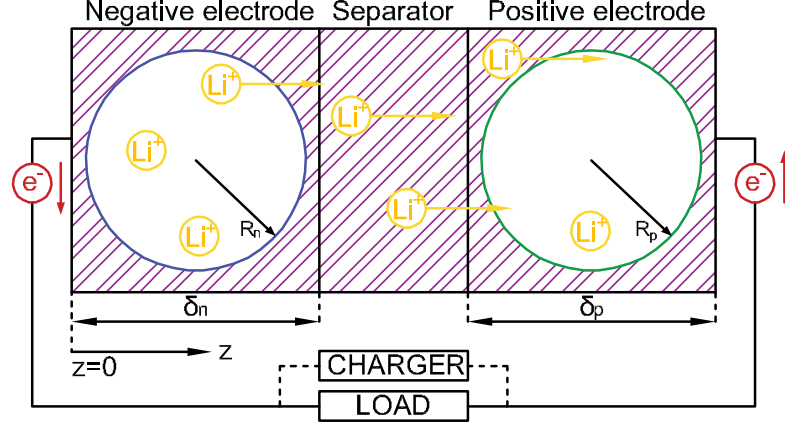 Negative electrode Separator Positive electrode
Li+
Li+
Li+
Li+
Li+
Li+
Li+
Li+
e-
e-
Rn
Rp
δn
δp
z=0
z
CHARGER
LOAD